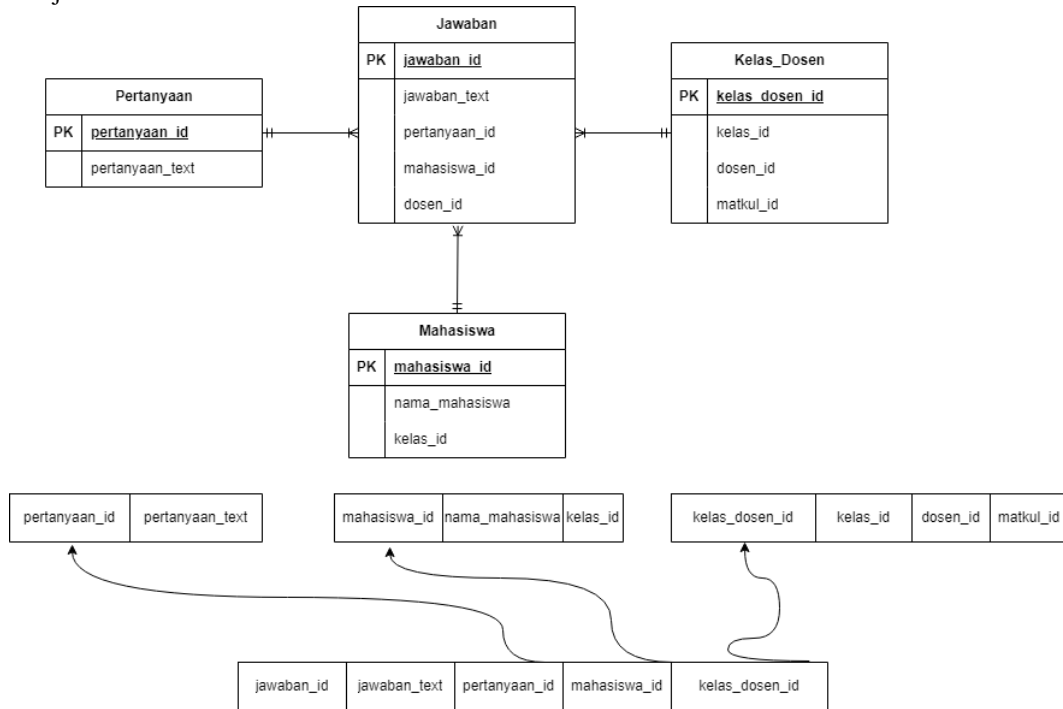 Jawaban
PK jawaban_id
jawaban_text
pertanyaan_id
mahasiswa_id
dosen_id
Pertanyaan
PK pertanyaan_id
pertanyaan_text
Kelas_Dosen
PK kelas_dosen_id
kelas_id
dosen_id
matkul_id
Mahasiswa
PK mahasiswa_id
nama_mahasiswa
kelas_id
pertanyaan_id pertanyaan_text
mahasiswa_id nama_mahasiswa kelas_id
kelas_dosen_id kelas_id dosen_id matkul_id
jawaban_id jawaban_text pertanyaan_id mahasiswa_id kelas_dosen_id